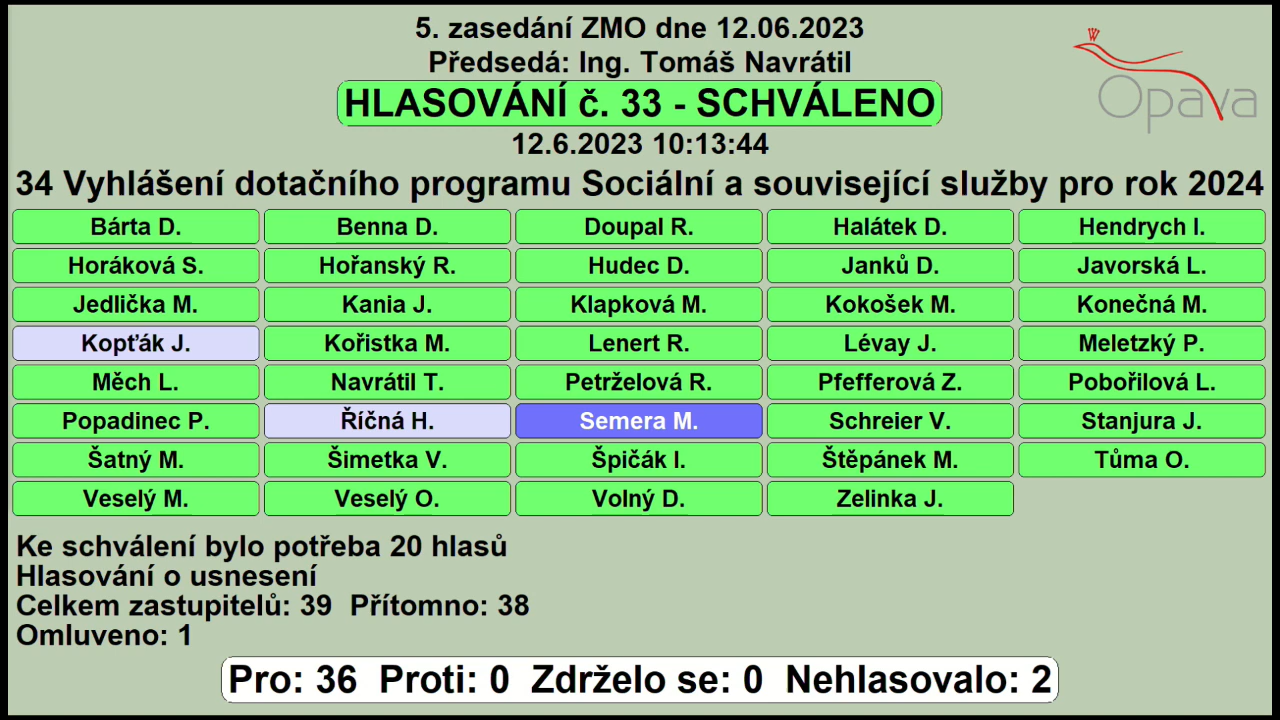 5. zasedání ZMO dne 12.06.2023
Předsedá: Ing. Tomáš Navrátil
HLASOVÁNÍ č. 33 - SCHVÁLENO
Opava
12.6.2023 10:13:44
34 Vyhlášení dotačního programu Sociální a související služby pro rok 2024
Bárta D. Benna D. Doupal R. Halátek D. Hendrych I.
Horáková S. Hořanský R. Hudec D. Janků D. Javorská L.
Jedlička M. Kania J. Klapková M. Kokošek M. Konečná M.
Kopťák J. Kořistka M. Lenert R. Lévay J. Meletzký P.
Měch L. Navrátil T. Petrželová R. Pfefferová Z. Pobořilová L.
Popadinec P. Říčná H. Semera M. Schreier V. Stanjura J.
Šatný M. Šimetka V. Špičák I. Štěpánek M. Tůma O.
Veselý M. Veselý O. Volný D. Zelinka J.
Ke schválení bylo potřeba 20 hlasů
Hlasování o usnesení
Celkem zastupitelů: 39 Přítomno: 38
Omluveno: 1
Pro: 36 Proti: 0 Zdrželo se: 0 Nehlasovalo: 2